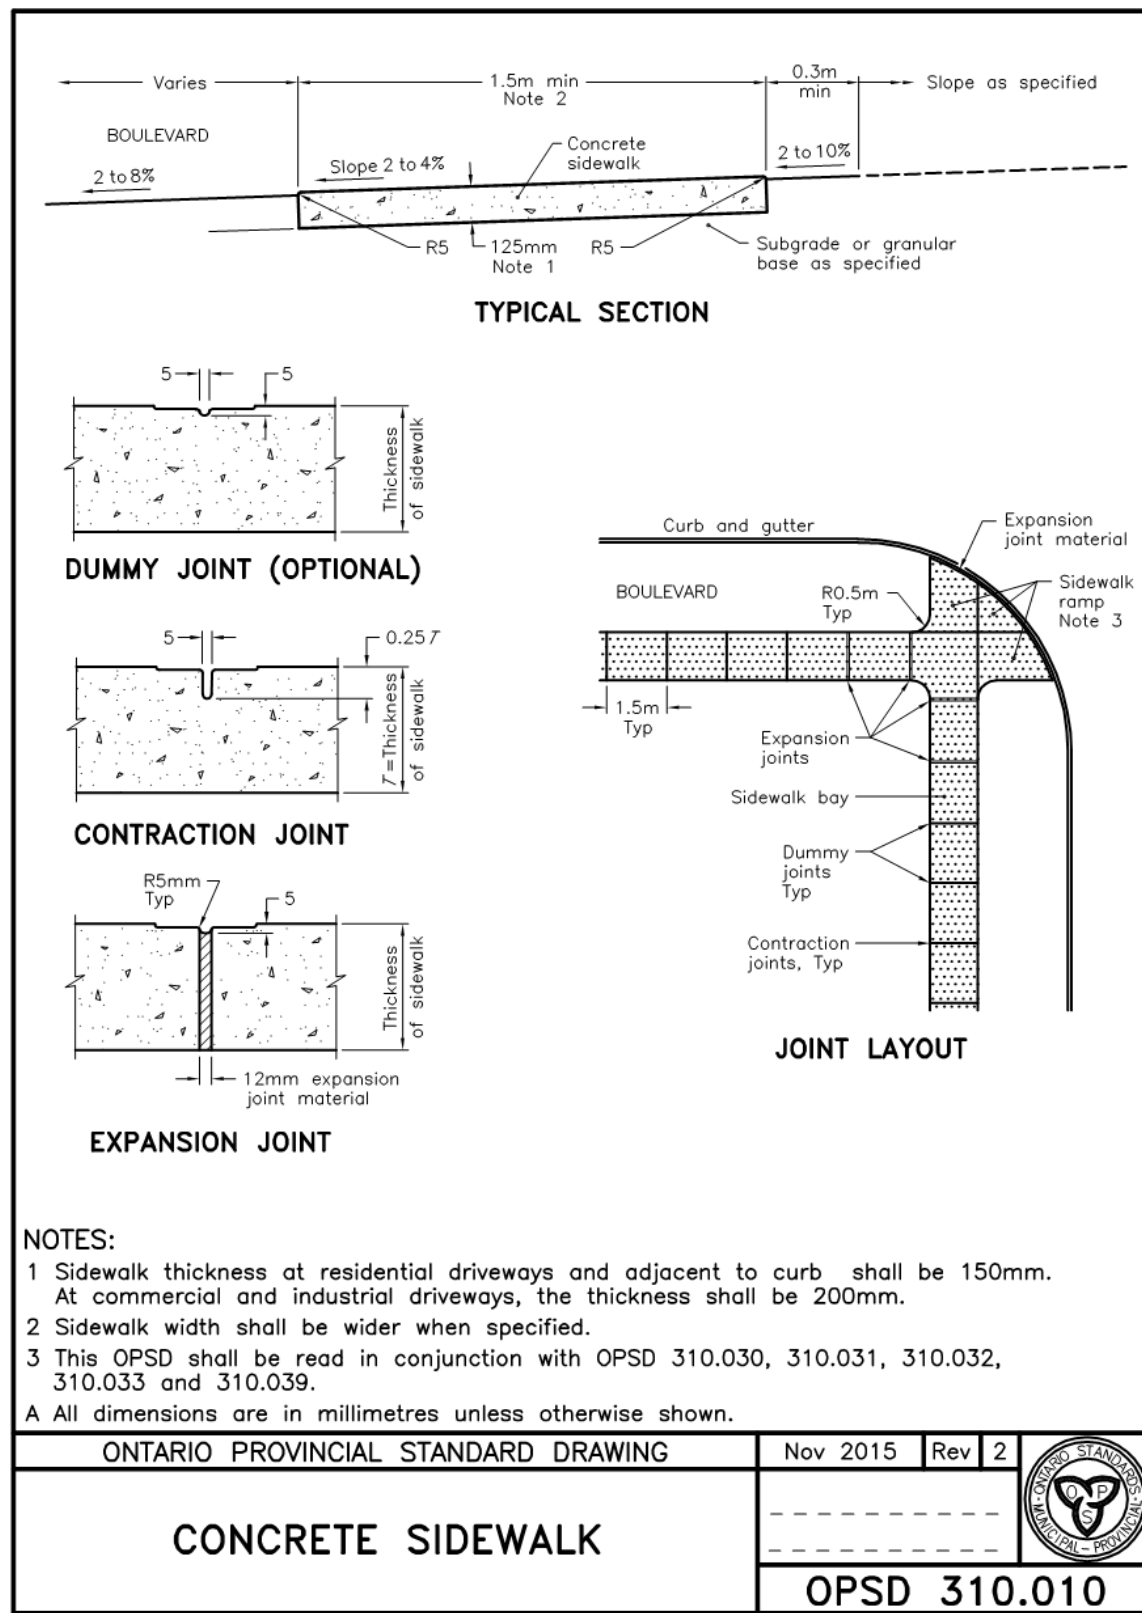 Varies
1.5m min
Note 2
0.3m
min
Slope as specified
BOULEVARD
2 to 8%
Slope 2 to 4%
Concrete
sidewalk
2 to 10%
R5
125mm
Note 1
R5
Subgrade or granular
base as specified
TYPICAL SECTION
5
5
Thickness
of sidewalk
DUMMY JOINT (OPTIONAL)
5
0.25T
T=Thickness
of sidewalk
CONTRACTION JOINT
R5mm
Typ
5
Thickness
of sidewalk
12mm expansion
joint material
EXPANSION JOINT
Curb and gutter
Expansion
joint material
BOULEVARD
R0.5m
Typ
Sidewalk
ramp
Note 3
1.5m
Typ
Expansion
joints
Sidewalk bay
Dummy
joints
Typ
Contraction
joints, Typ
JOINT LAYOUT
NOTES:
1 Sidewalk thickness at residential driveways and adjacent to curb shall be 150mm.
At commercial and industrial driveways, the thickness shall be 200mm.
2 Sidewalk width shall be wider when specified.
3 This OPSD shall be read in conjunction with OPSD 310.030, 310.031, 310.032,
310.033 and 310.039.
A All dimensions are in millimetres unless otherwise shown.
ONTARIO PROVINCIAL STANDARD DRAWING
Nov 2015 Rev 2
CONCRETE SIDEWALK
ONTARIO STANDARDS
MUNICIPAL - PROVINCIAL
OPS
OPSD 310.010